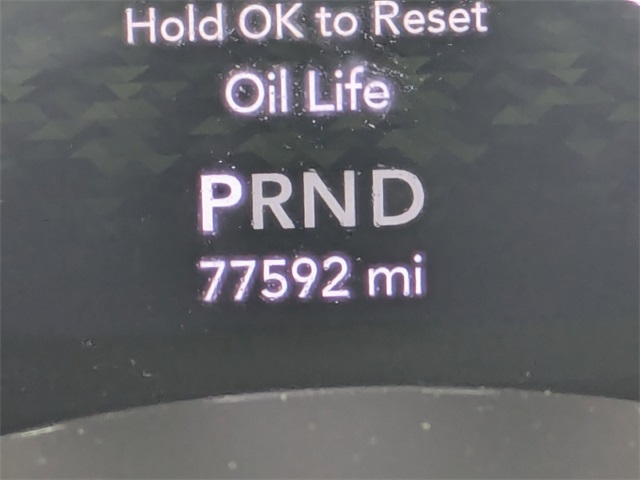 Hold OK to Reset
Oil Life
PRND
77592 mi